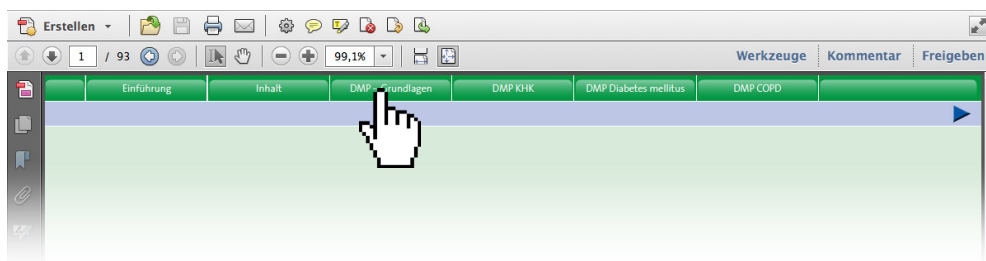 Erstellen
1 / 93 99,1% Werkzeuge Kommentar Freigeben
Einführung Inhalt DMP - Grundlagen DMP KHK DMP Diabetes mellitus DMP COPD